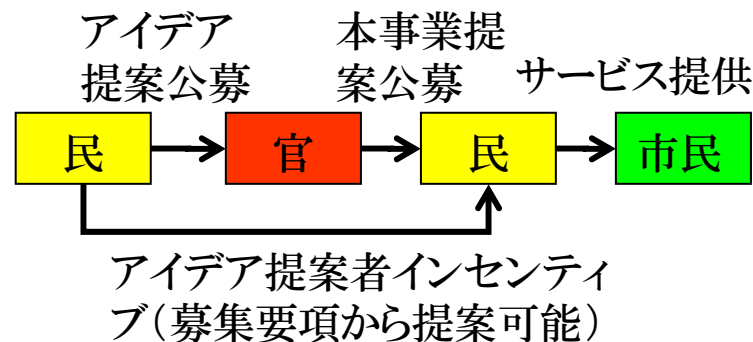 アイデア
提案公募
本事業提
案公募
サービス提供
民
官
民
市民
アイデア提案者インセンティ
ブ(募集要項から提案可能)